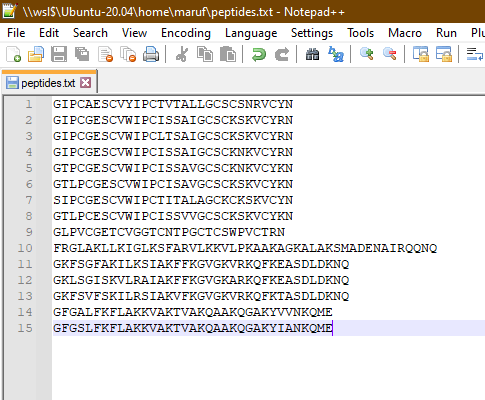 \\wsl$\Ubuntu-20.04\home\maruf\peptides.txt - Notepad++
File Edit Search View Encoding Language Settings Tools Macro Run Plu
peptides.txt
1 GIPCAESCVYIPCTVTALLGCSCSNRVCYN
2 GIPCGESCVWIPCISSAIGCSCKSKVCYRN
3 GIPCGESCVWIPCLTSAIGCSCKSKVCYRN
4 GIPCGESCVWIPCISSAIGCSCKNKVCYRN
5 GTPCGESCVWIPCISSAVGCSCKNKVCYKN
6 GTLPCGESCVWIPCISAVGCSCKSKVCYKN
7 SIPCGESCVWIPCTITALAGCKCKSKVCYN
8 GTLPCESCVWIPCISSVVGCSCKSKVCYKN
9 GLPVCGETCVGGTCNTPGCTCSWPVCTRN
10 FRGLAKLLKIGLKSFARVLKKVLPKAAKAGKALAKSMADENAIRQQNQ
11 GKFSGFAKILKSIAKFFKGVGKVRKQFKEASDLDKNQ
12 GKLSGISKVLRAIAKFFKGVGKARKQFKEASDLDKNQ
13 GKFSVFSKILRSIAKVFKGVGKVRKQFKTASDLDKNQ
14 GFGALFKFLAKKVAKTVAKQAAKQGAKYVVNKQME
15 GFGSLFKFLAKKVAKTVAKQAAKQGAKYIANKQME